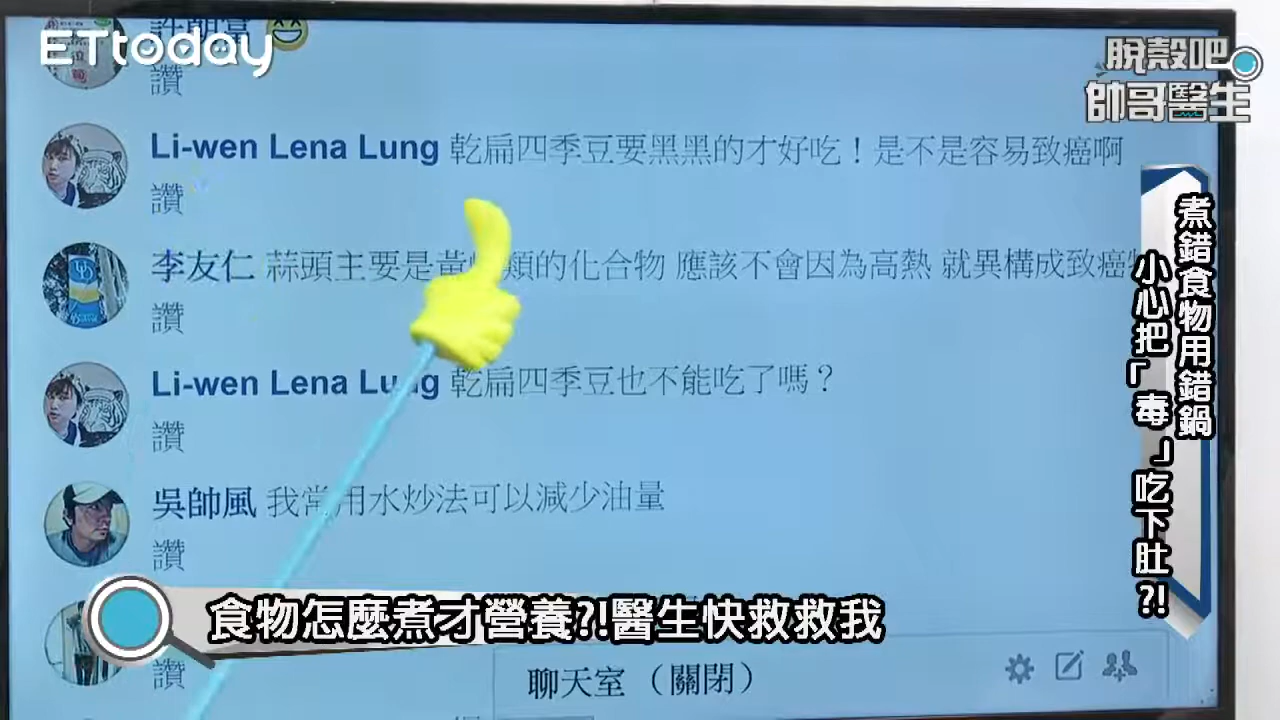 許朝富
ETtoday
讚
脫殼吧
帥哥醫生
Li-wen Lena Lung 乾扁四季豆要黑黑的才好吃！是不是容易致癌啊
讚
李友仁 蒜頭主要是黃 類的化合物 應該不會因為高熱 就異構成致癌
讚
Li-wen Lena Lung 乾扁四季豆也不能吃了嗎？
讚
吳帥風 我常用水炒法可以減少油量
讚
煮錯食物用錯鍋
小心把「毒」吃下肚?!
食物怎麼煮才營養?!醫生快救救我
讚
聊天室（關閉）